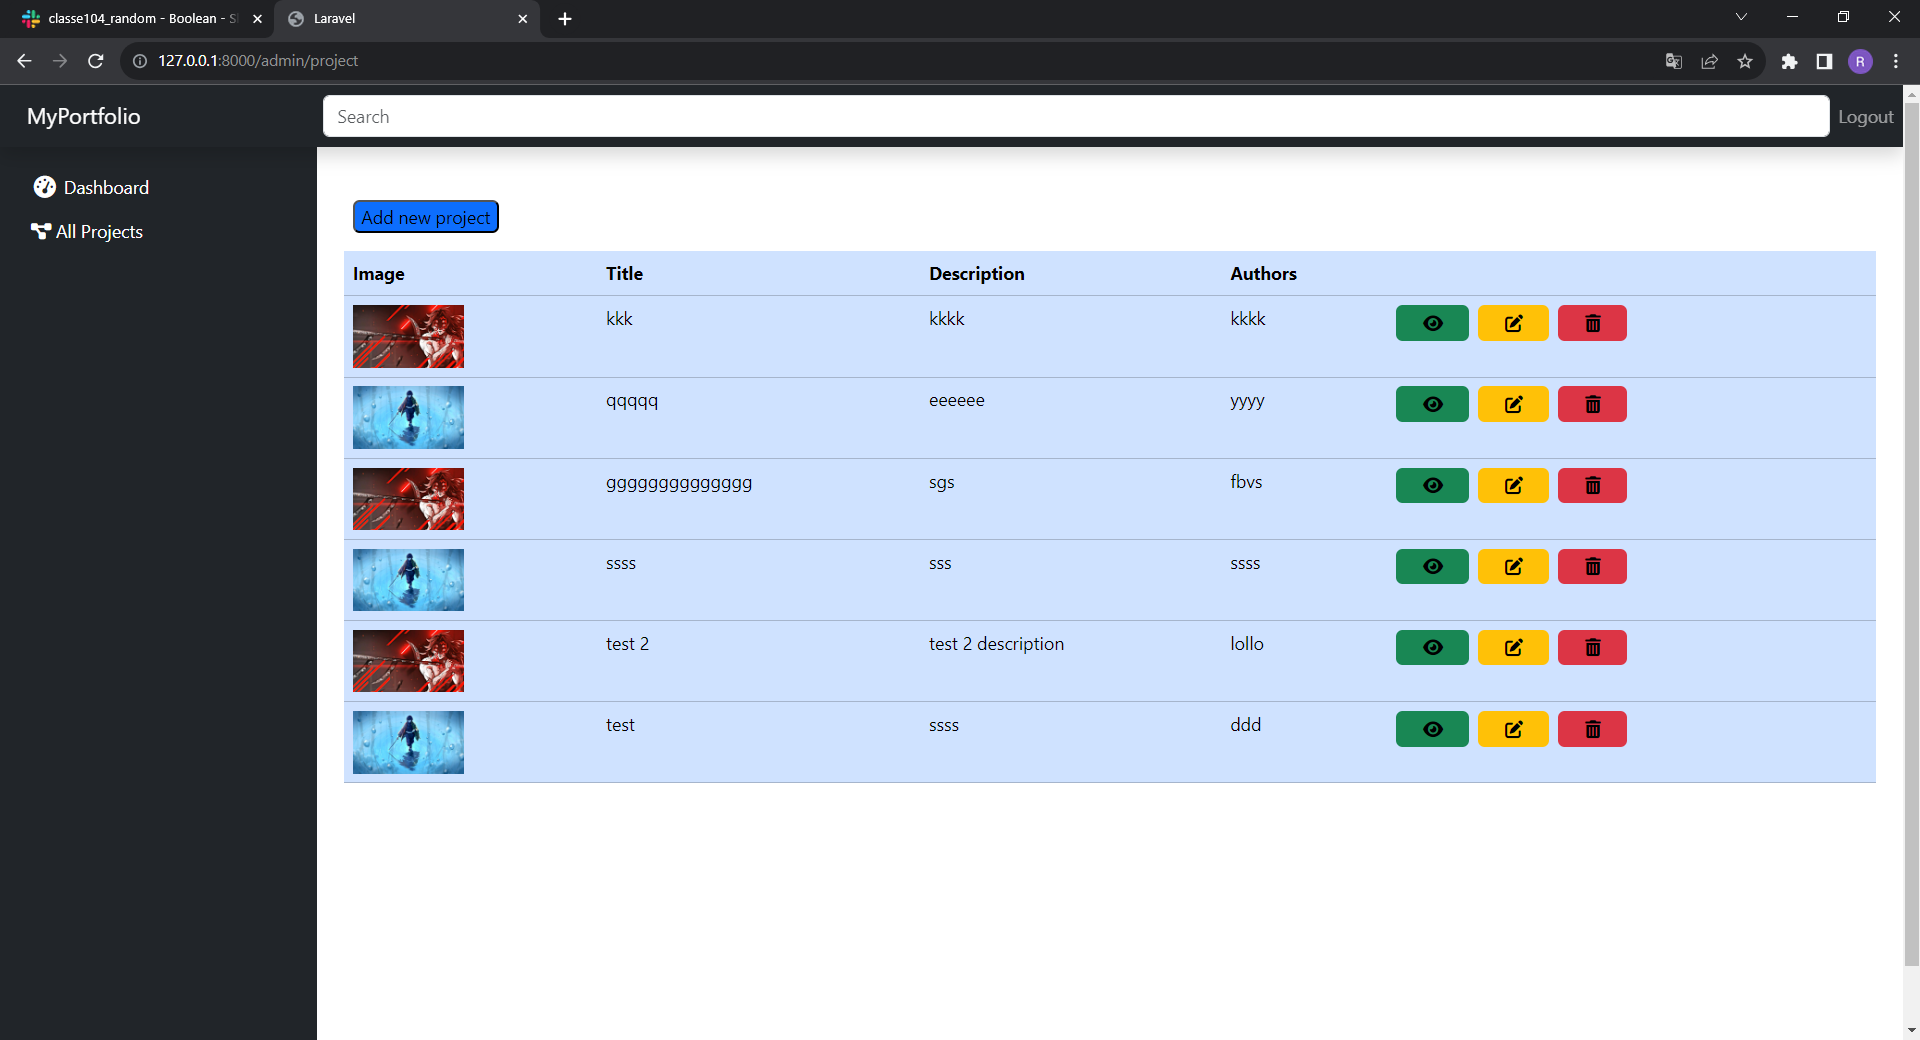 classe104_random - Boolean - S
Laravel
127.0.0.1:8000/admin/project
R
MyPortfolio
Search
Logout
Dashboard
All Projects
Add new project
Image Title Description Authors
kkk kkkk kkkk
qqqqq eeeeee yyyy
gggggggggggggg sgs fbvs
ssss sss ssss
test 2 test 2 description lollo
test ssss ddd